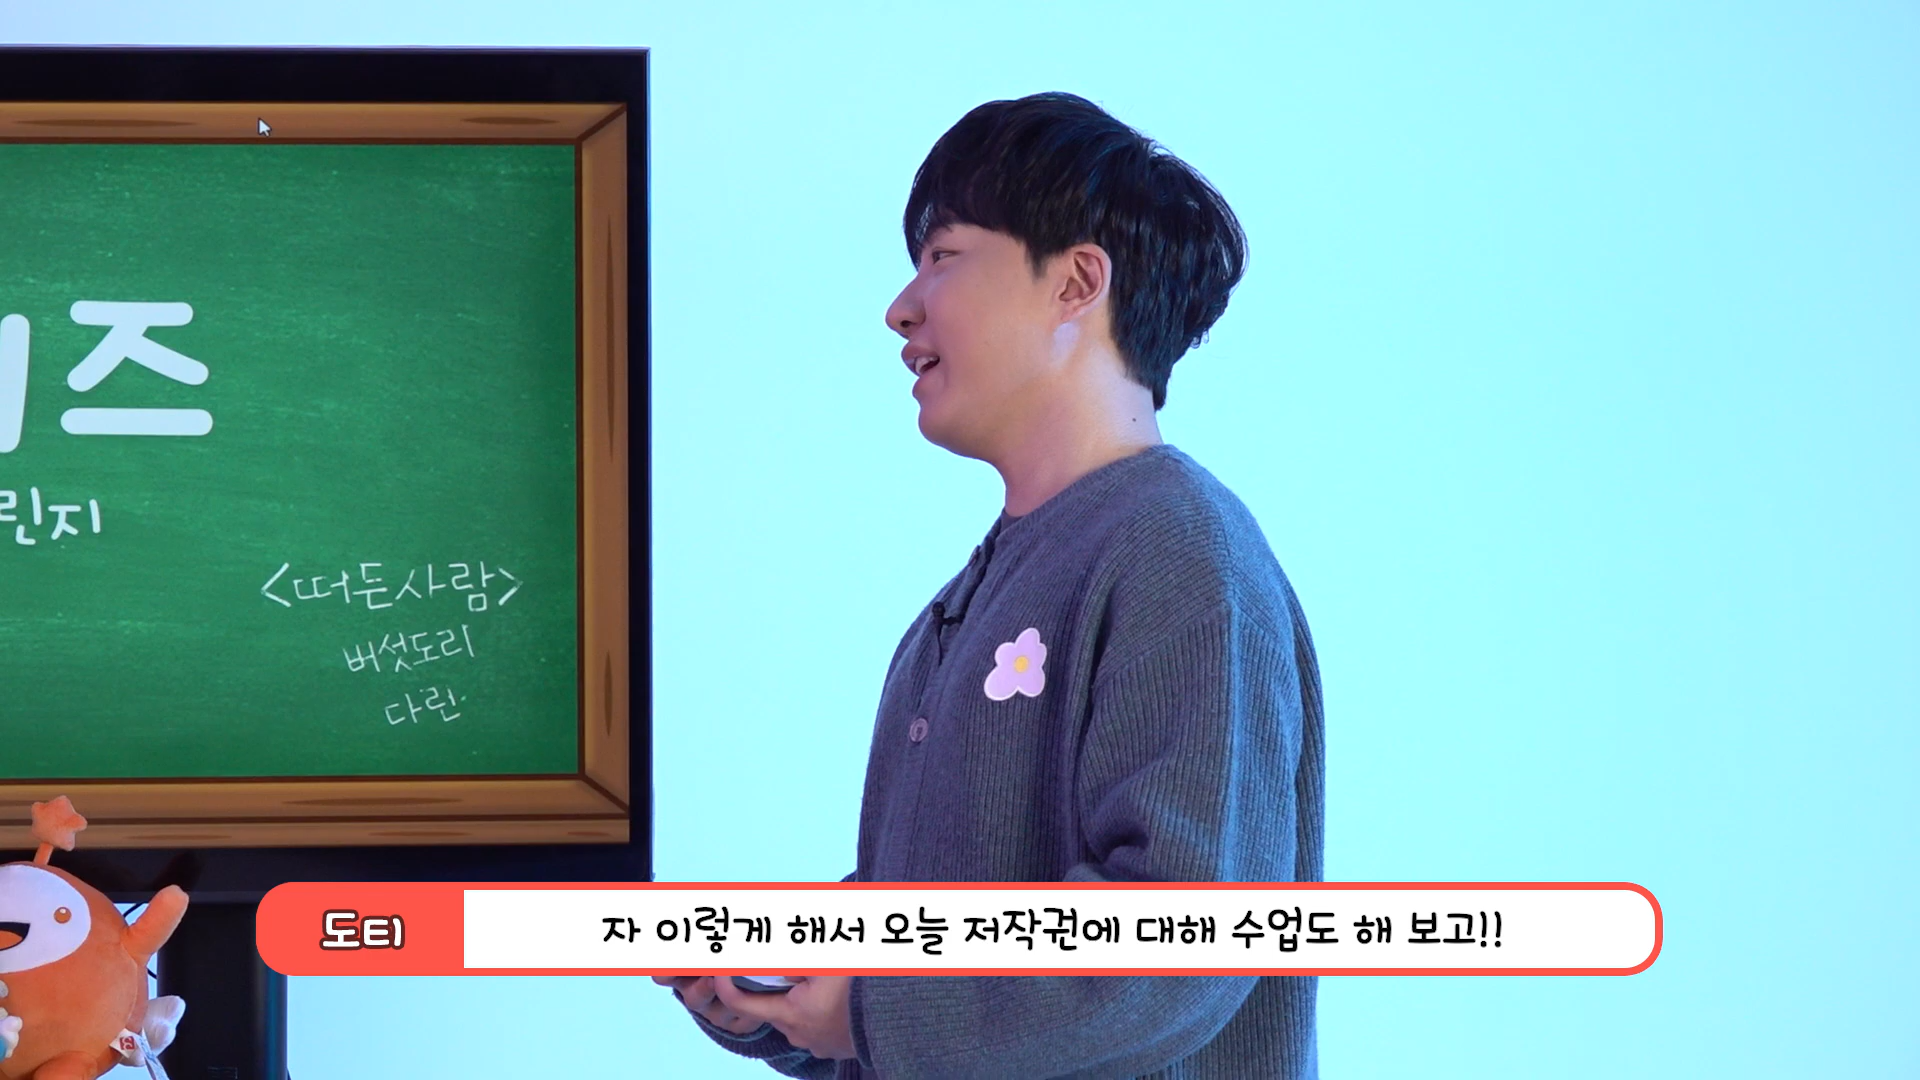 즈
린지
<떠든사람>
버섯도리
다린
도티
자 이렇게 해서 오늘 저작권에 대해 수업도 해 보고!!